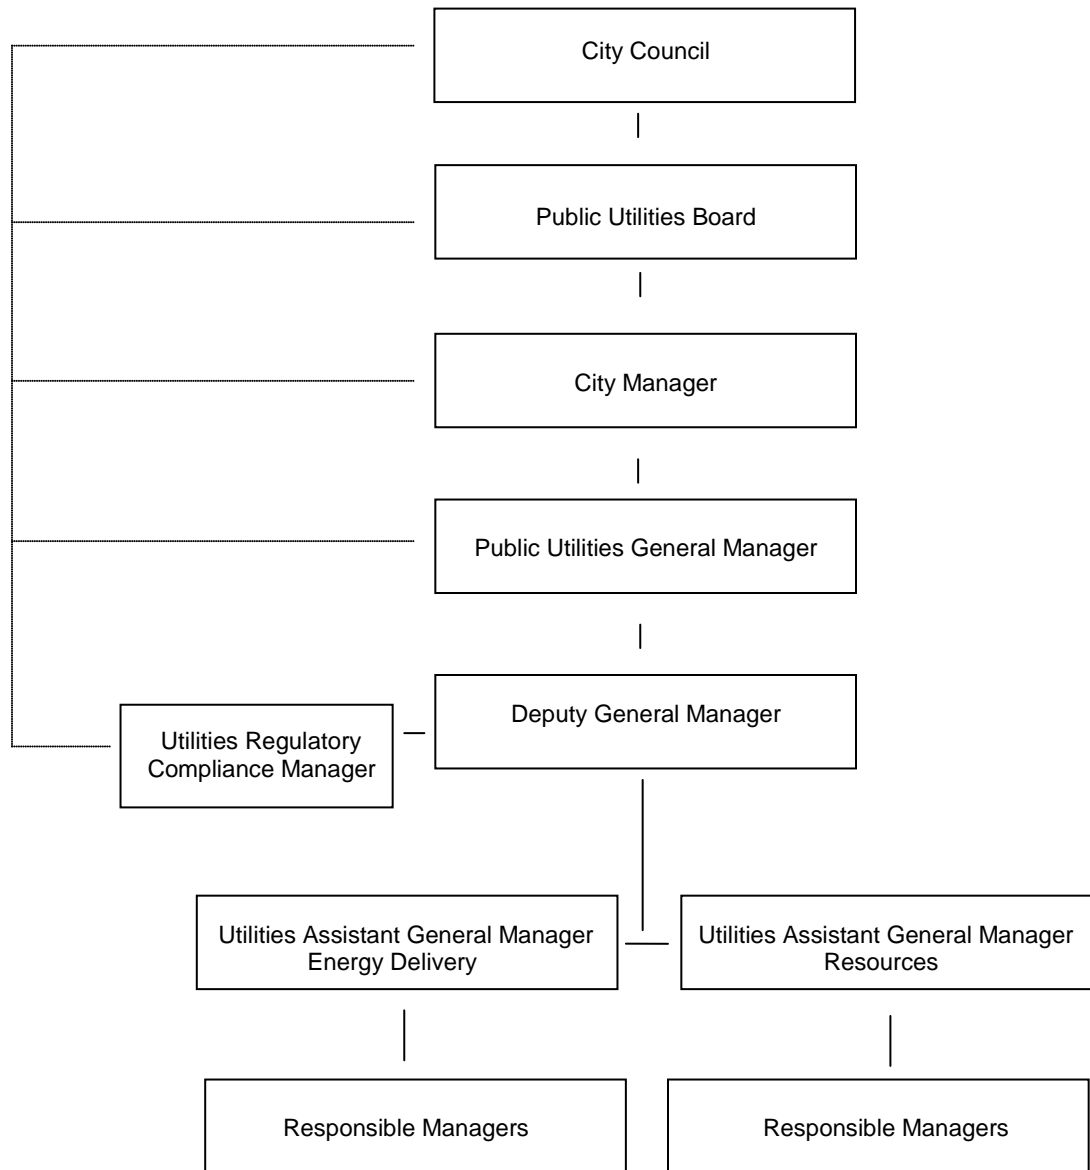 City Council
Public Utilities Board
City Manager
Public Utilities General Manager
Deputy General Manager
Utilities Regulatory
Compliance Manager
Utilities Assistant General Manager
Energy Delivery
Utilities Assistant General Manager
Resources
Responsible Managers
Responsible Managers